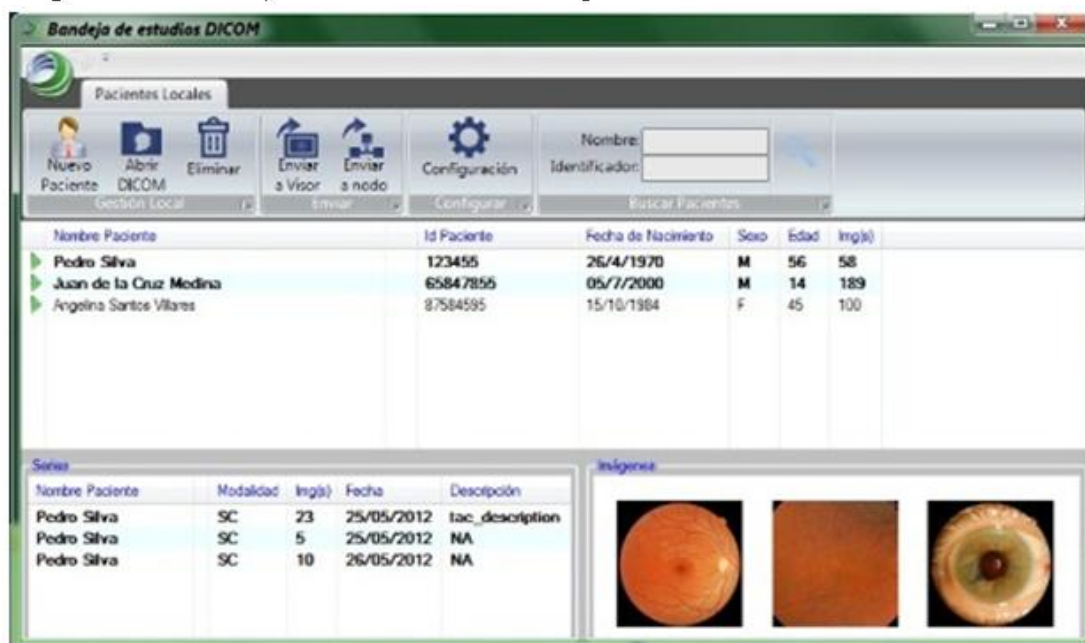 Bandeja de estudios DICOM
Pacientes Locales
Nuevo Paciente
Abrir DICOM
Eliminar
Enviar a Visor
Enviar a nodo
Configuración
Nombre:
Identificador:
Gestión Local
Enviar
Configurar
Buscar Pacientes
Nombre Paciente Id Paciente Fecha de Nacimiento Sexo Edad Img(s)
Pedro Silva 123455 26/4/1970 M 56 58
Juan de la Cruz Medina 65847855 05/7/2000 M 14 189
Angelina Santos Villares 87584595 15/10/1984 F 45 100
Series
Nombre Paciente Modalidad Img(s) Fecha Descripción
Pedro Silva SC 23 25/05/2012 tac_description
Pedro Silva SC 5 25/05/2012 NA
Pedro Silva SC 10 26/05/2012 NA
Imágenes